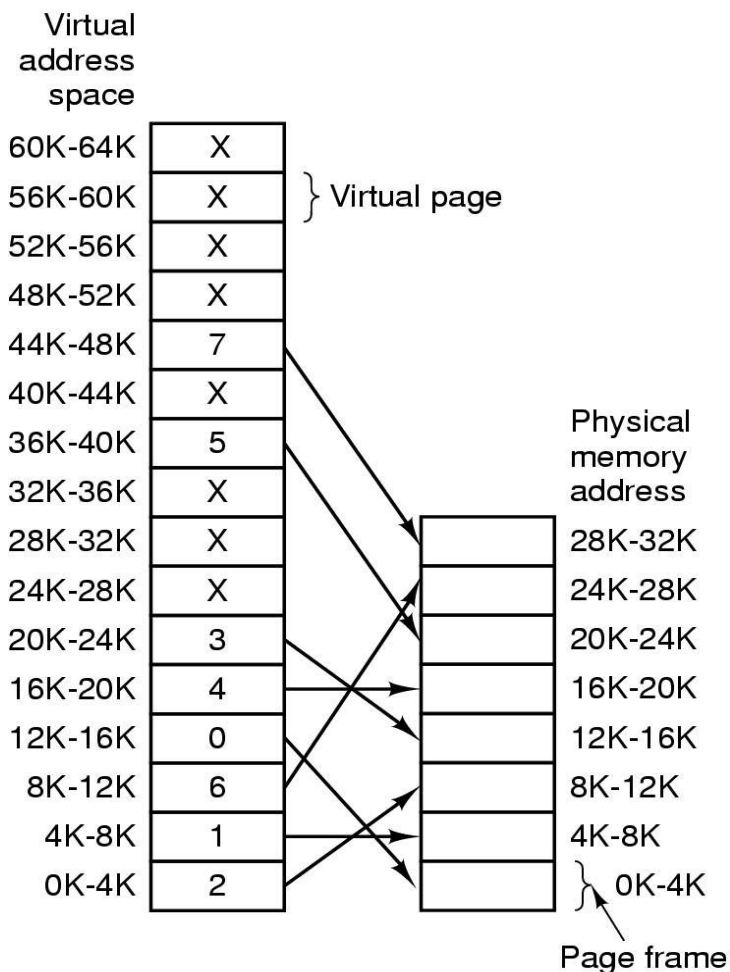 Virtual
address
space
60K-64K X
56K-60K X Virtual page
52K-56K X
48K-52K X
44K-48K 7
40K-44K X
36K-40K 5
32K-36K X
28K-32K X
24K-28K X
20K-24K 3
16K-20K 4
12K-16K 0
8K-12K 6
4K-8K 1
0K-4K 2
Physical
memory
address
28K-32K
24K-28K
20K-24K
16K-20K
12K-16K
8K-12K
4K-8K
0K-4K
Page frame